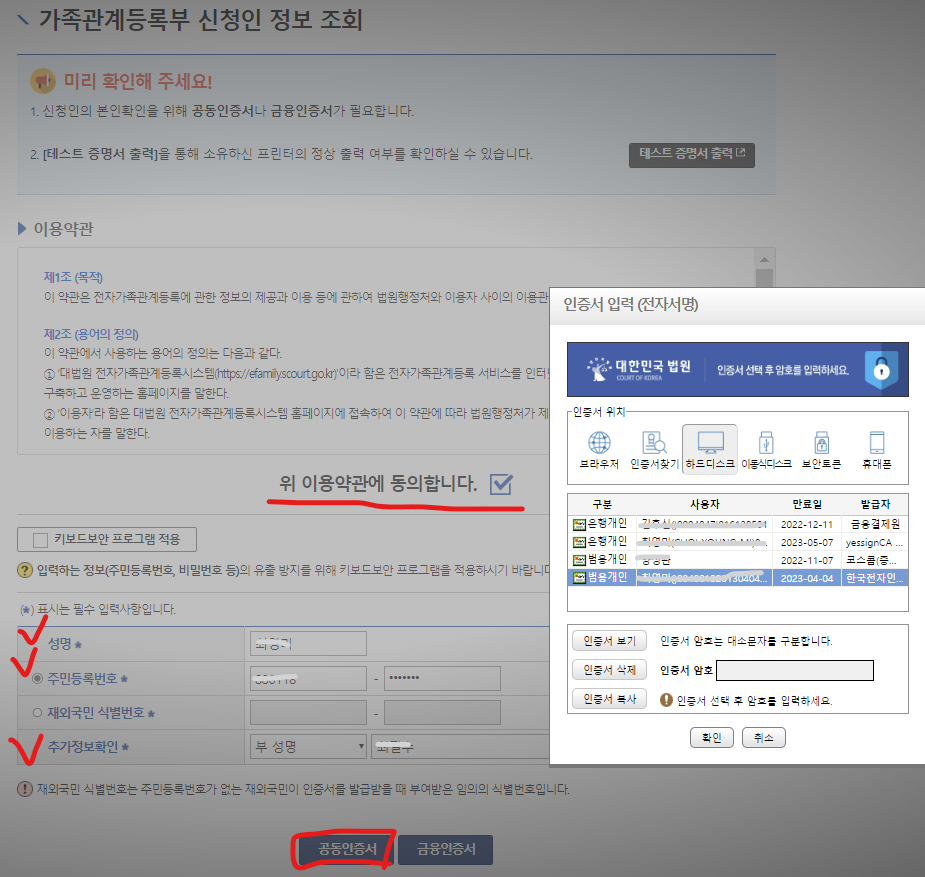 가족관계등록부 신청인 정보 조회
미리 확인해 주세요!
1. 신청인의 본인확인을 위해 공동인증서나 금융인증서가 필요합니다.
2. [테스트 증명서 출력]을 통해 소유하신 프린터의 정상 출력 여부를 확인하실 수 있습니다.
테스트 증명서 출력
이용약관
제1조 (목적)
이 약관은 전자가족관계등록에 관한 정보의 제공과 이용 등에 관하여 법원행정처와 이용자 사이의 이용관
제2조 (용어의 정의)
이 약관에서 사용하는 용어의 정의는 다음과 같다.
① '대법원 전자가족관계등록시스템(https://efamily.scourt.go.kr)'이라 함은 전자가족관계등록 서비스를 인터
구축하고 운영하는 홈페이지를 말한다.
② '이용자'라 함은 대법원 전자가족관계등록시스템 홈페이지에 접속하여 이 약관에 따라 법원행정처가 제
이용하는 자를 말한다.
위 이용약관에 동의합니다.
키보드보안 프로그램 적용
? 입력하는 정보(주민등록번호, 비밀번호 등)의 유출 방지를 위해 키보드보안 프로그램을 적용하시기 바랍니다
(*) 표시는 필수 입력사항입니다.
성명 *
주민등록번호 * - •••••••
재외국민 식별번호 * -
추가정보확인 * 부 성명
! 재외국민 식별번호는 주민등록번호가 없는 재외국민이 인증서를 발급받을 때 부여받은 임의의 식별번호입니다.
공동인증서 금융인증서
인증서 입력 (전자서명)
대한민국 법원
COURT OF KOREA
인증서 선택 후 암호를 입력하세요.
인증서 위치
브라우저 인증서찾기 하드디스크 이동식디스크 보안토큰 휴대폰
구분 사용자 만료일 발급자
은행개인 2022-12-11 금융결제원
은행개인 2023-05-07 yessignCA ...
범용개인 2022-11-07 코스콤(증...
범용개인 2023-04-04 한국전자인...
인증서 보기 인증서 암호는 대소문자를 구분합니다.
인증서 삭제 인증서 암호
인증서 복사 ! 인증서 선택 후 암호를 입력하세요.
확인 취소